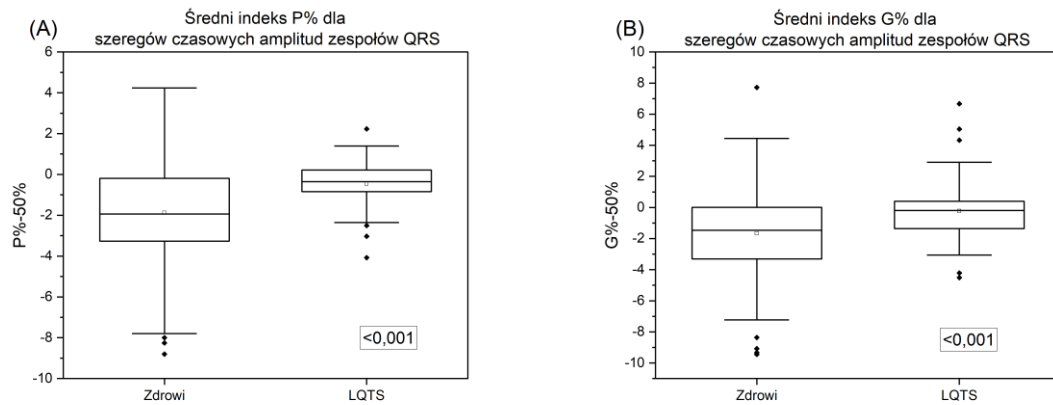 (A)
Średni indeks P% dla
szeregów czasowych amplitud zespołów QRS
6
4
2
0
-2
-4
-6
-8
-10
P%-50%
<0,001
Zdrowi
LQTS
(B)
Średni indeks G% dla
szeregów czasowych amplitud zespołów QRS
10
8
6
4
2
0
-2
-4
-6
-8
-10
G%-50%
<0,001
Zdrowi
LQTS